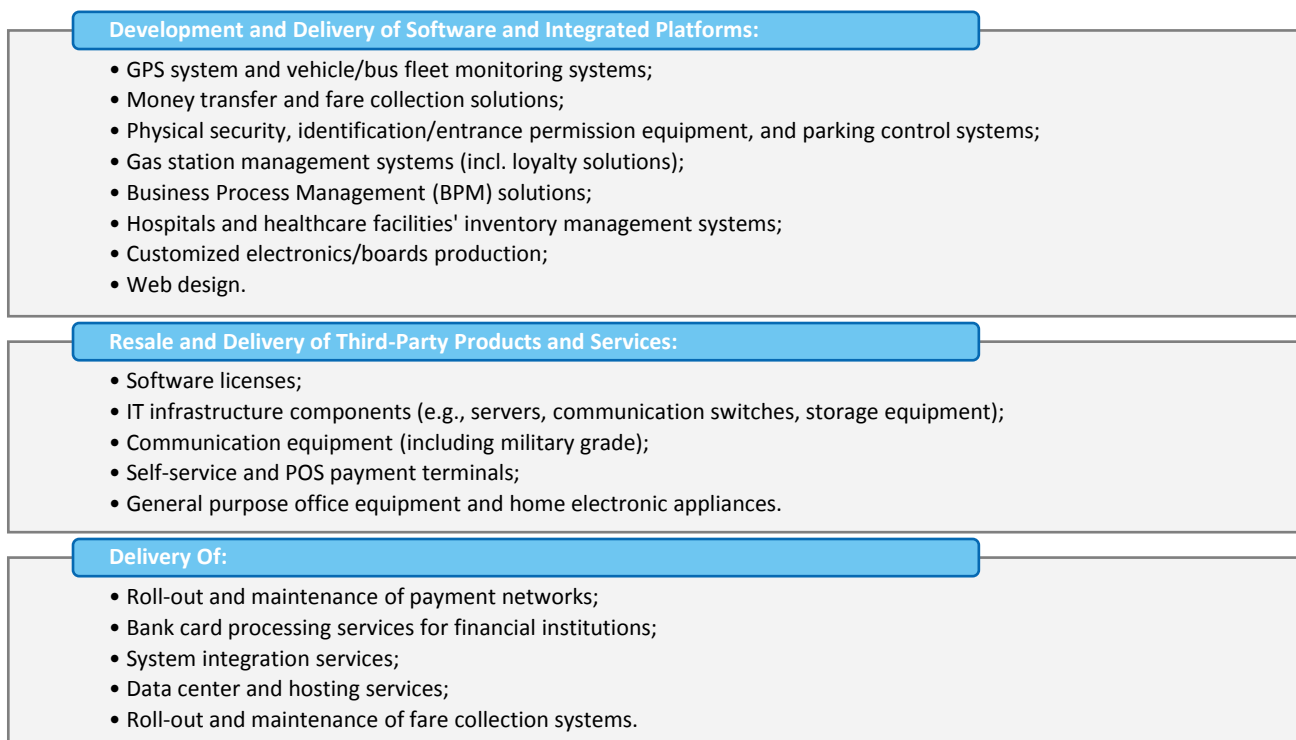 Development and Delivery of Software and Integrated Platforms:
• GPS system and vehicle/bus fleet monitoring systems;
• Money transfer and fare collection solutions;
• Physical security, identification/entrance permission equipment, and parking control systems;
• Gas station management systems (incl. loyalty solutions);
• Business Process Management (BPM) solutions;
• Hospitals and healthcare facilities' inventory management systems;
• Customized electronics/boards production;
• Web design.
Resale and Delivery of Third-Party Products and Services:
• Software licenses;
• IT infrastructure components (e.g., servers, communication switches, storage equipment);
• Communication equipment (including military grade);
• Self-service and POS payment terminals;
• General purpose office equipment and home electronic appliances.
Delivery Of:
• Roll-out and maintenance of payment networks;
• Bank card processing services for financial institutions;
• System integration services;
• Data center and hosting services;
• Roll-out and maintenance of fare collection systems.